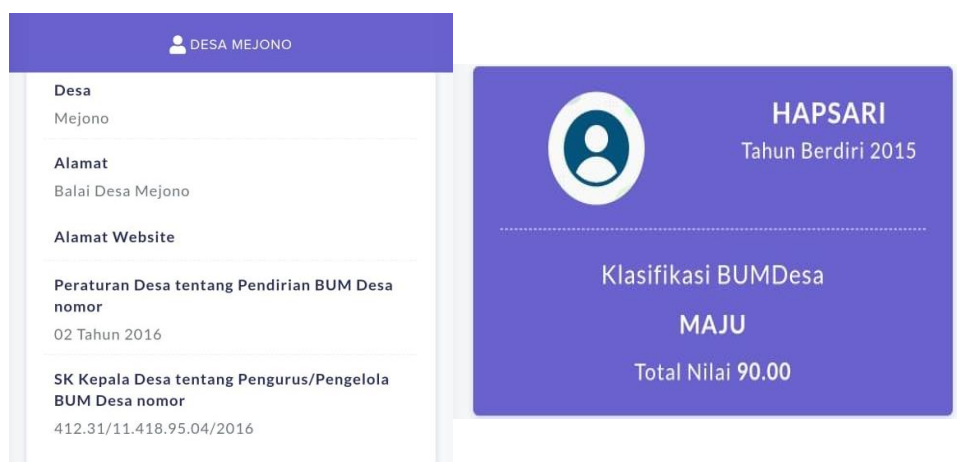 DESA MEJONO
Desa
Mejono
Alamat
Balai Desa Mejono
Alamat Website
Peraturan Desa tentang Pendirian BUM Desa
nomor
02 Tahun 2016
SK Kepala Desa tentang Pengurus/Pengelola
BUM Desa nomor
412.31/11.418.95.04/2016
HAPSARI
Tahun Berdiri 2015
Klasifikasi BUMDesa
MAJU
Total Nilai 90.00